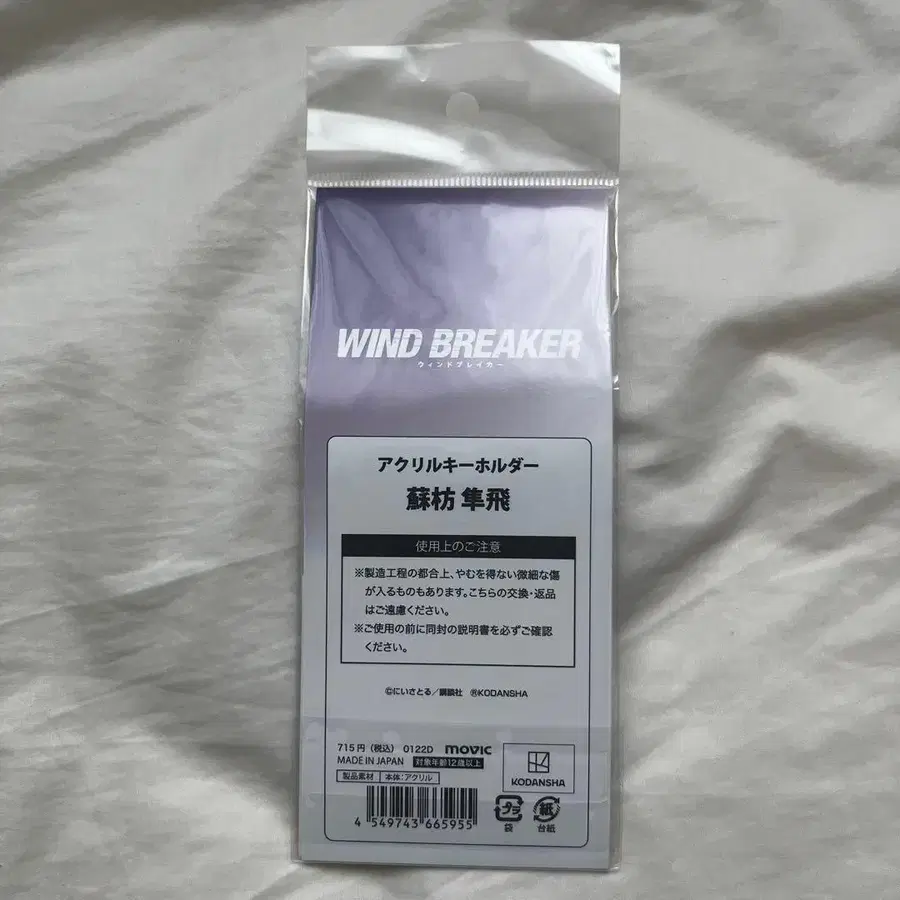 WIND BREAKER
ウィンドブレイカー
アクリルキーホルダー
蘇枋 隼飛
使用上のご注意
※製造工程の都合上、やむを得ない微細な傷
が入るものもあります。こちらの交換・返品
はご遠慮ください。
※ご使用の前に同封の説明書を必ずご確認
ください。
©にいさとる／講談社 ®KODANSHA
715円（税込） 0122D movic
MADE IN JAPAN 対象年齢12歳以上
製品素材 本体:アクリル
KODANSHA
4 549743 665955
プラ
袋
紙
台紙